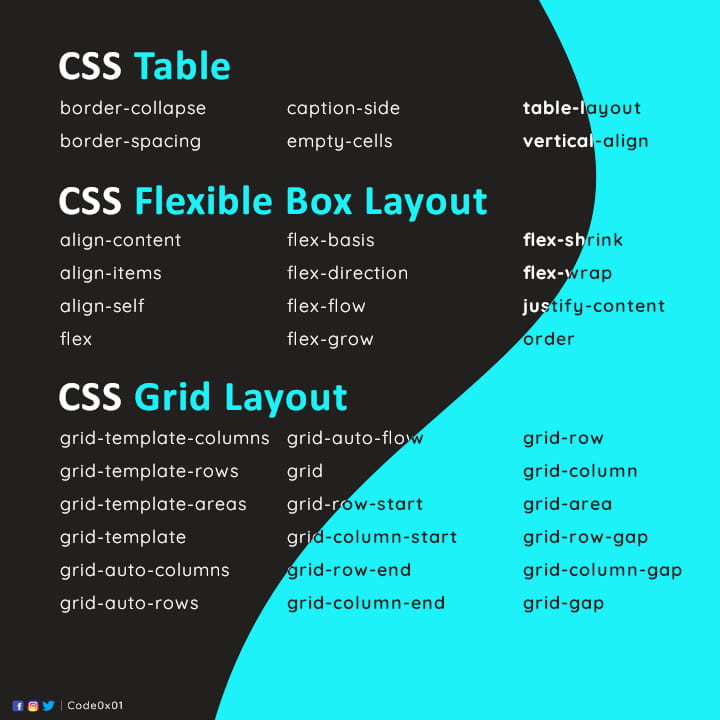 CSS Table
border-collapse caption-side table-layout
border-spacing empty-cells vertical-align
CSS Flexible Box Layout
align-content flex-basis flex-shrink
align-items flex-direction flex-wrap
align-self flex-flow justify-content
flex flex-grow order
CSS Grid Layout
grid-template-columns grid-auto-flow grid-row
grid-template-rows grid grid-column
grid-template-areas grid-row-start grid-area
grid-template grid-column-start grid-row-gap
grid-auto-columns grid-row-end grid-column-gap
grid-auto-rows grid-column-end grid-gap
Code0x01